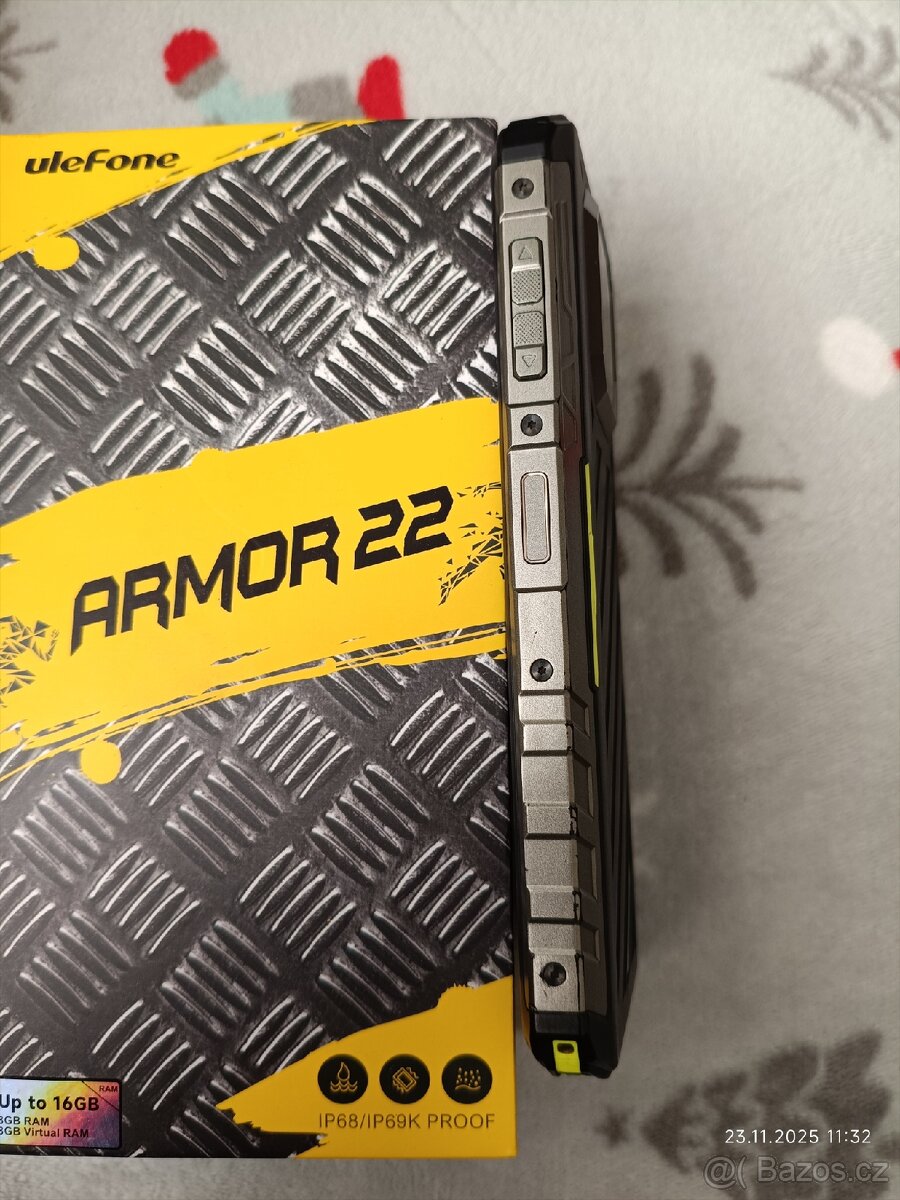 uleFone
ARMOR 22
RAM
Up to 16GB
8GB RAM
8GB Virtual RAM
IP68/IP69K PROOF
23.11.2025 11:32
@( Bazos.cz